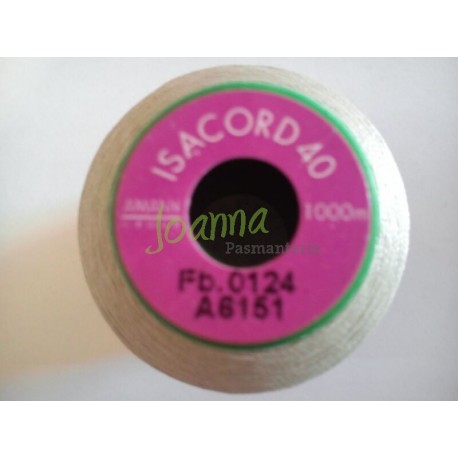 ISACORD 40
1000m
Joanna
Pasmanteria
Fb.0124
A6151